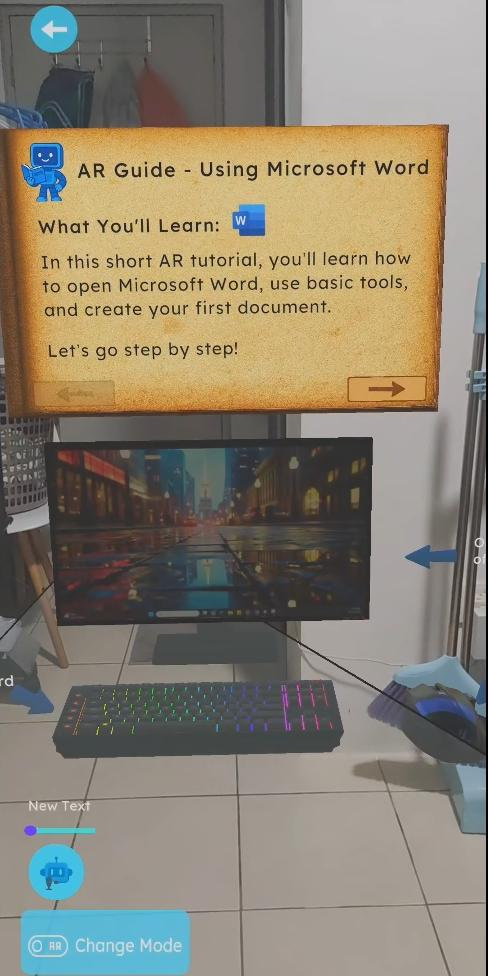 AR Guide - Using Microsoft Word
What You'll Learn:
W
In this short AR tutorial, you'll learn how
to open Microsoft Word, use basic tools,
and create your first document.
Let's go step by step!
rd
New Text
AR
Change Mode